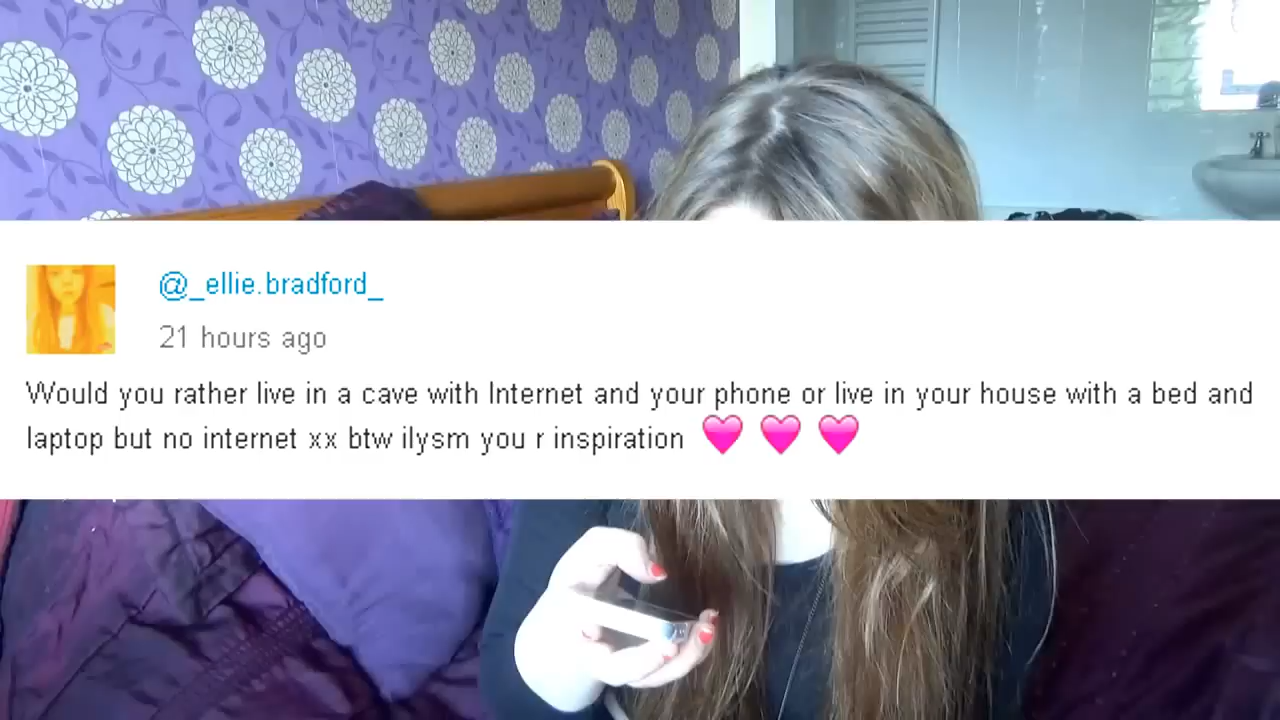 @_ellie.bradford_
21 hours ago
Would you rather live in a cave with Internet and your phone or live in your house with a bed and
laptop but no internet xx btw ilysm you r inspiration 💗 💗 💗